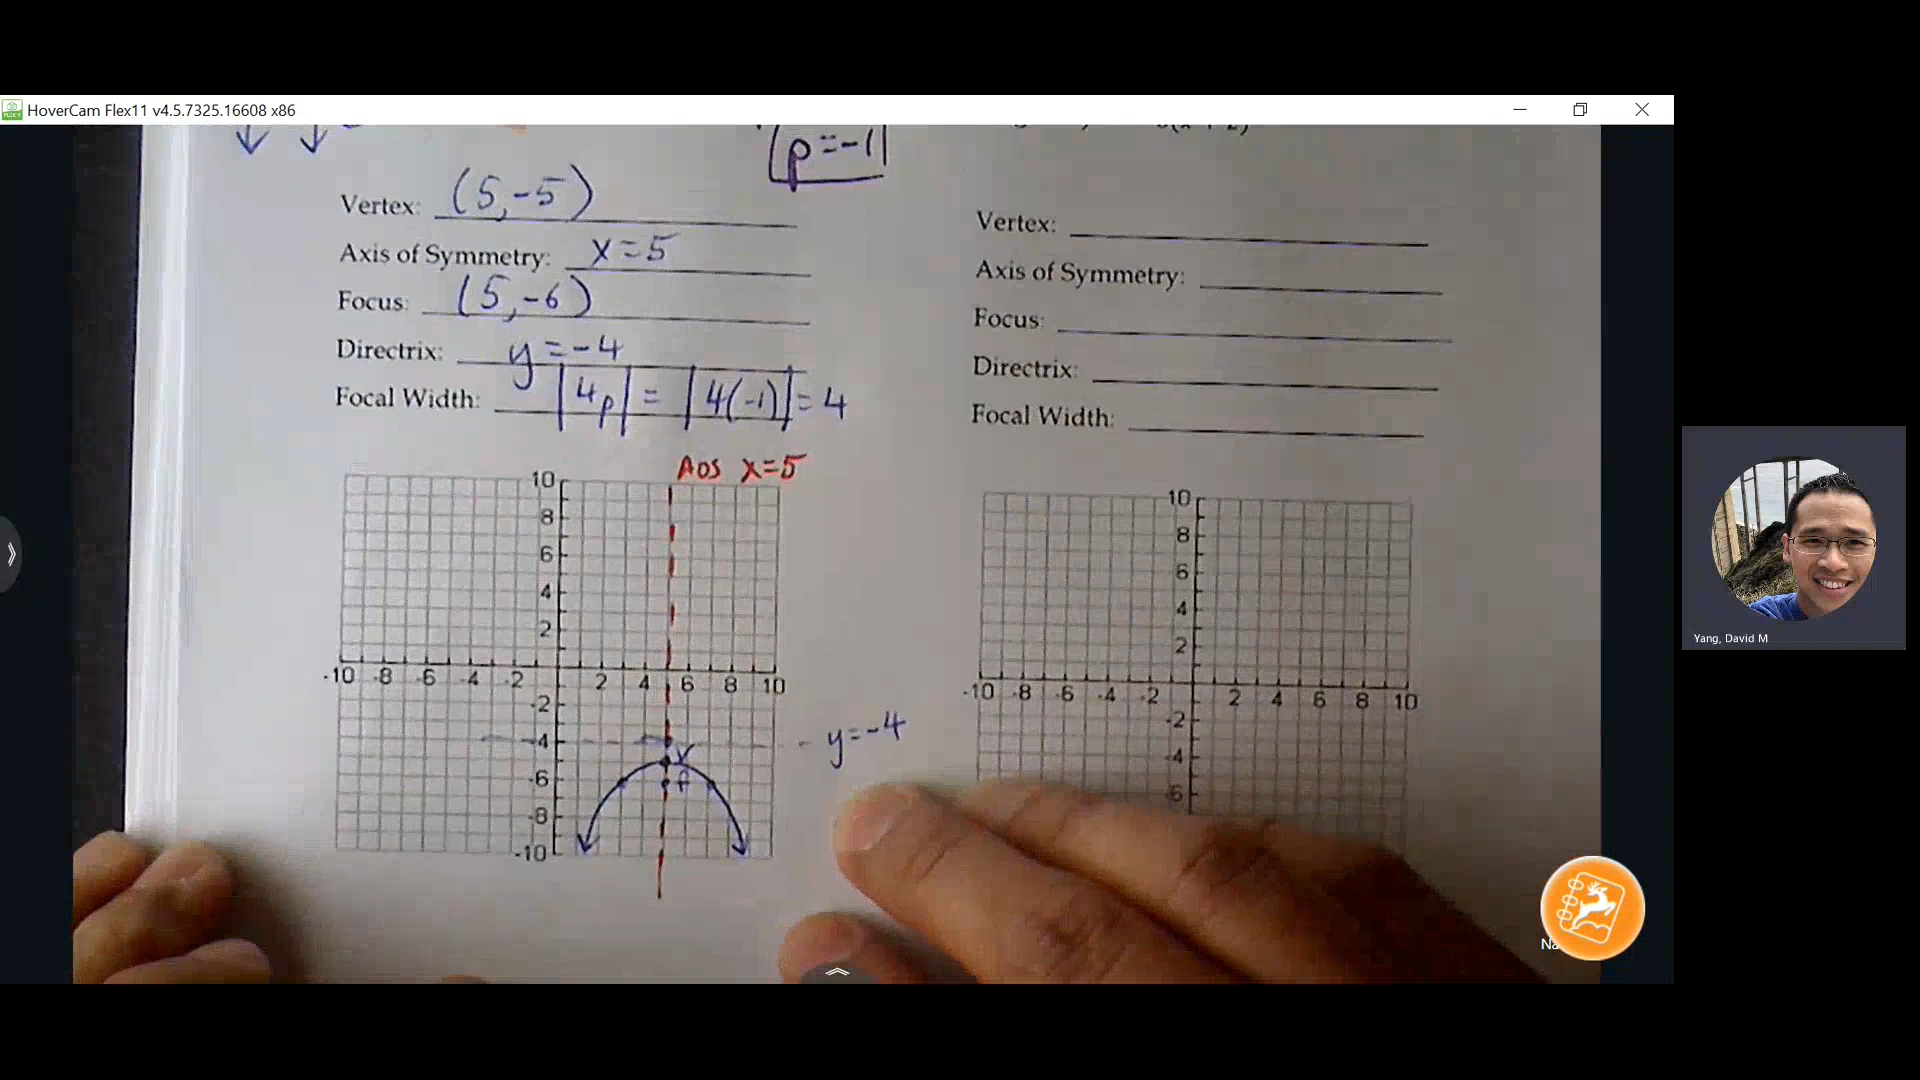 HoverCam Flex11 v4.5.7325.16608 x86
p=-1
Vertex: (5,-5)
Axis of Symmetry: x=5
Focus: (5,-6)
Directrix: y=-4
Focal Width: |4p| = |4(-1)|=4
Vertex:
Axis of Symmetry:
Focus:
Directrix:
Focal Width:
AOS x=5
10
8
6
4
2
-10 -8 -6 -4 -2 2 4 6 8 10
-2
-4
-6
-8
-10
V
F
y=-4
10
8
6
4
2
-10 -8 -6 -4 -2 2 4 6 8 10
-2
-4
-6
Yang, David M
Na